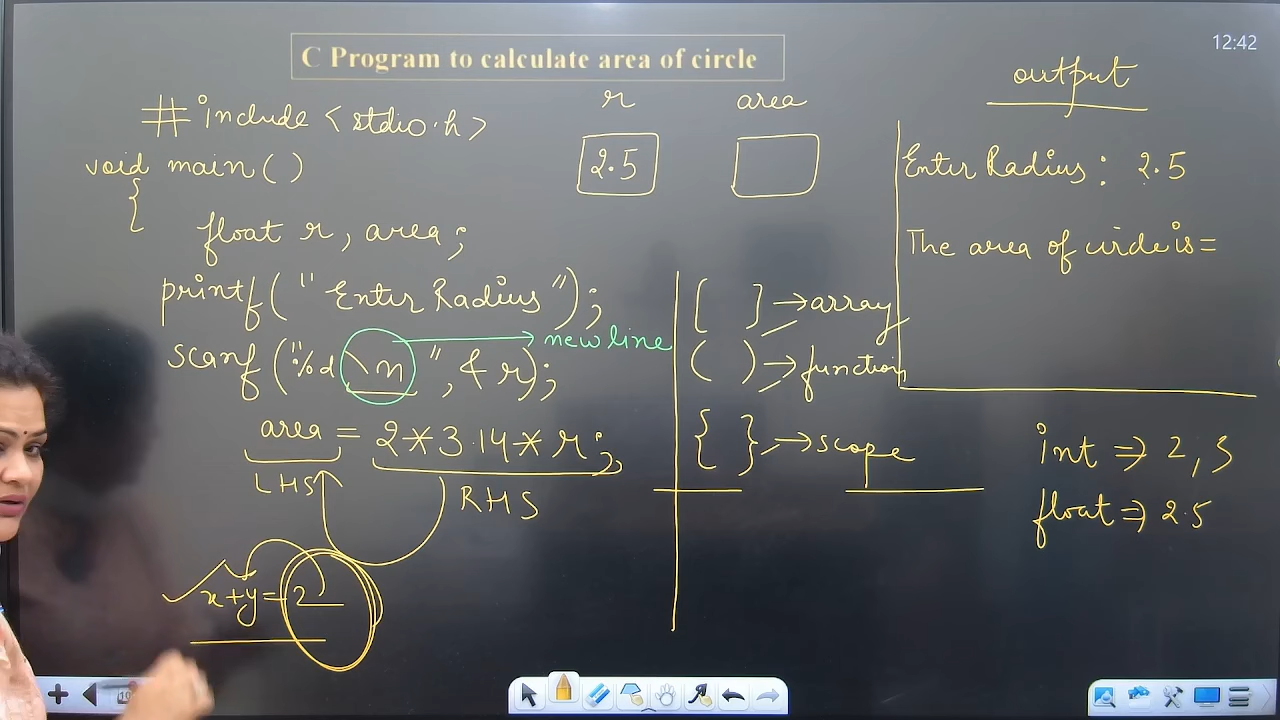 12:42
C Program to calculate area of circle
# include <stdio.h>
void main()
{
float r, area;
printf("Enter Radius");
scanf("%d \n", & r);
new line
area = 2*3.14* r;
LHS
RHS
x+y=2
r
area
2.5
[ ] → array
( ) → function
{ } → scope
output
Enter Radius: 2.5
The area of circle is =
int ⇒ 2, 3
float ⇒ 2.5